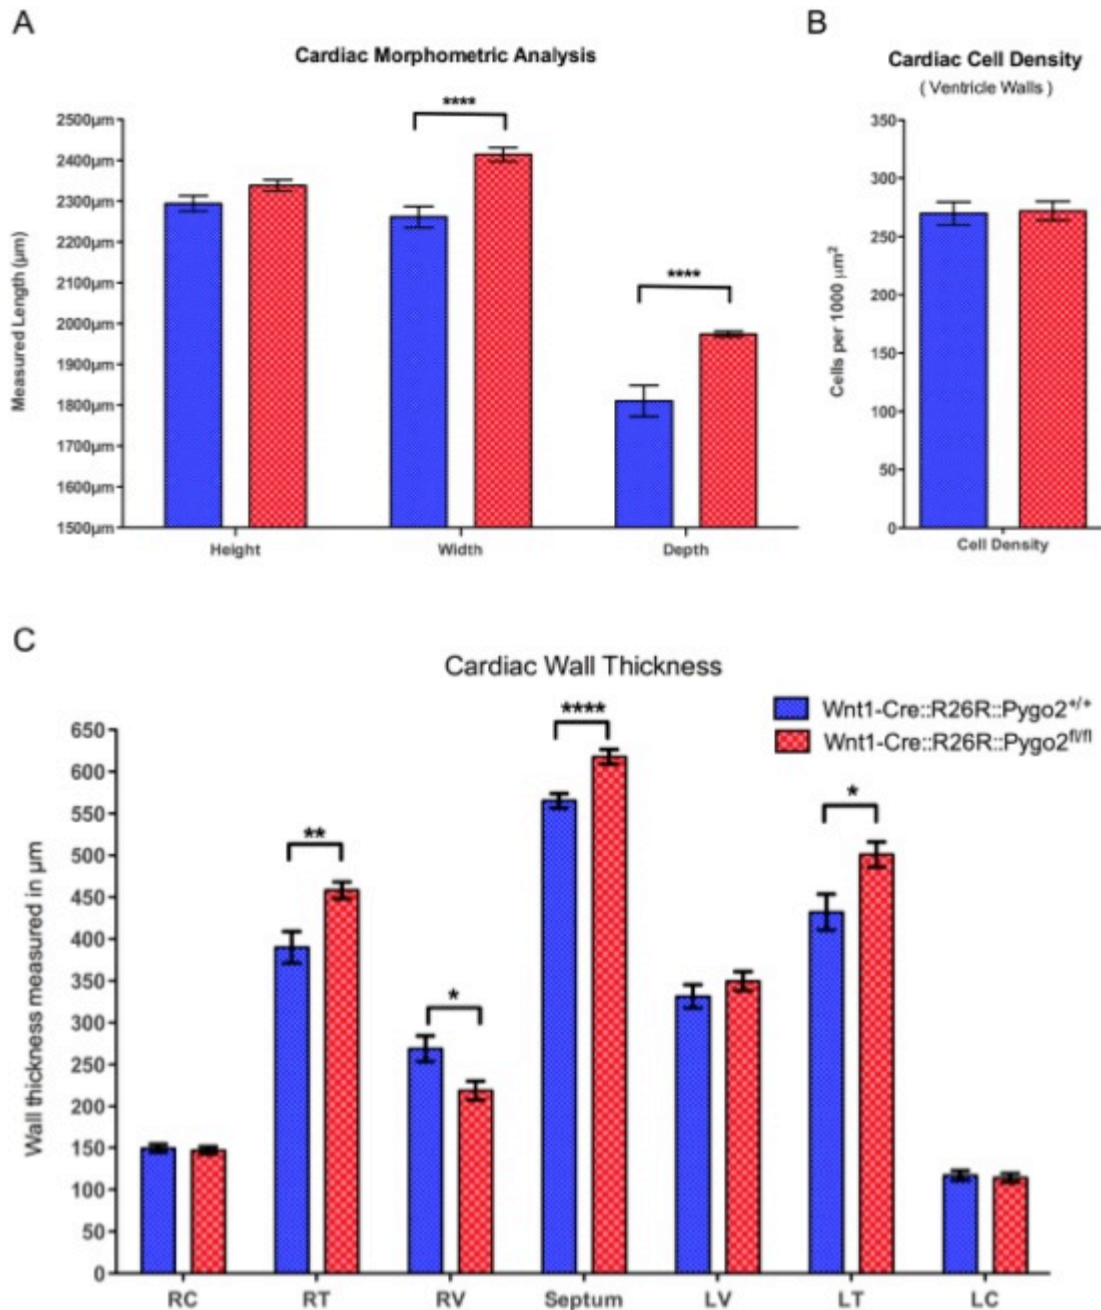 A
Cardiac Morphometric Analysis
****
****
2500µm
2400µm
2300µm
2200µm
2100µm
2000µm
1900µm
1800µm
1700µm
1600µm
1500µm
Measured Length (µm)
Height Width Depth
B
Cardiac Cell Density
( Ventricle Walls )
350
300
250
200
150
100
50
0
Cells per 1000 µm²
Cell Density
C
Cardiac Wall Thickness
Wnt1-Cre::R26R::Pygo2+/+
Wnt1-Cre::R26R::Pygo2fl/fl
**
*
****
*
650
600
550
500
450
400
350
300
250
200
150
100
50
0
Wall thickness measured in µm
RC RT RV Septum LV LT LC